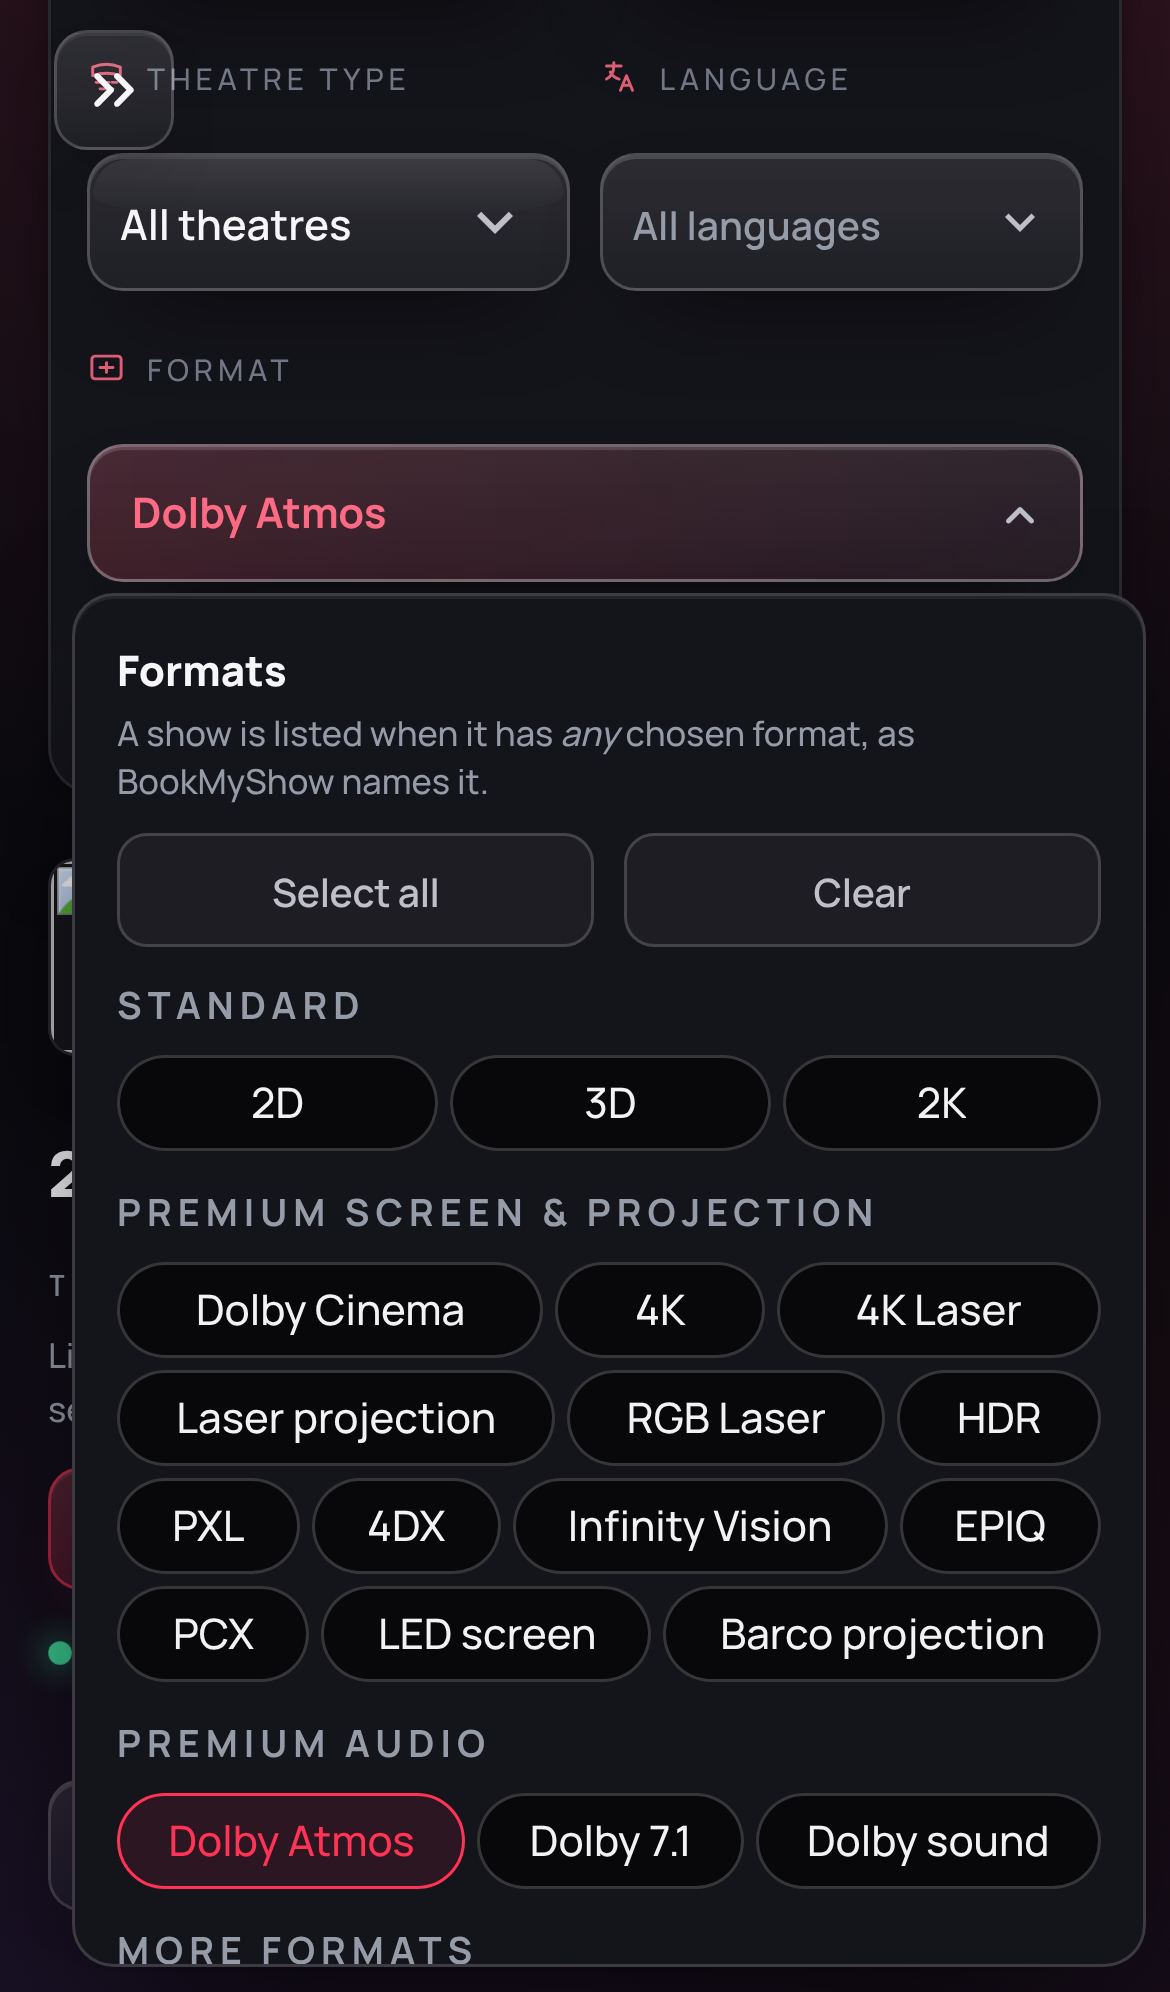 THEATRE TYPE
LANGUAGE
All theatres
All languages
FORMAT
Dolby Atmos
Formats
A show is listed when it has any chosen format, as
BookMyShow names it.
Select all
Clear
STANDARD
2D
3D
2K
PREMIUM SCREEN & PROJECTION
Dolby Cinema
4K
4K Laser
Laser projection
RGB Laser
HDR
PXL
4DX
Infinity Vision
EPIQ
PCX
LED screen
Barco projection
PREMIUM AUDIO
Dolby Atmos
Dolby 7.1
Dolby sound
MORE FORMATS